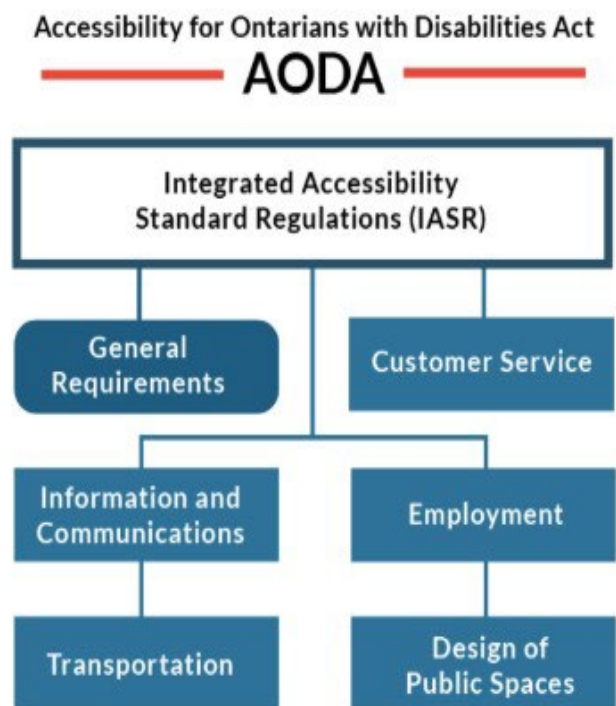 Accessibility for Ontarians with Disabilities Act
AODA
Integrated Accessibility
Standard Regulations (IASR)
General
Requirements
Customer Service
Information and
Communications
Employment
Transportation
Design of
Public Spaces